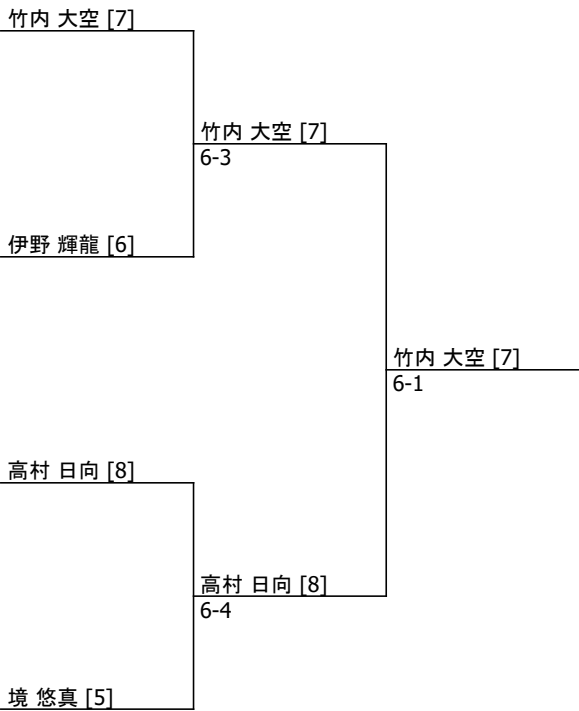 竹内 大空 [7]
竹内 大空 [7]
6-3
伊野 輝龍 [6]
竹内 大空 [7]
6-1
高村 日向 [8]
高村 日向 [8]
6-4
境 悠真 [5]